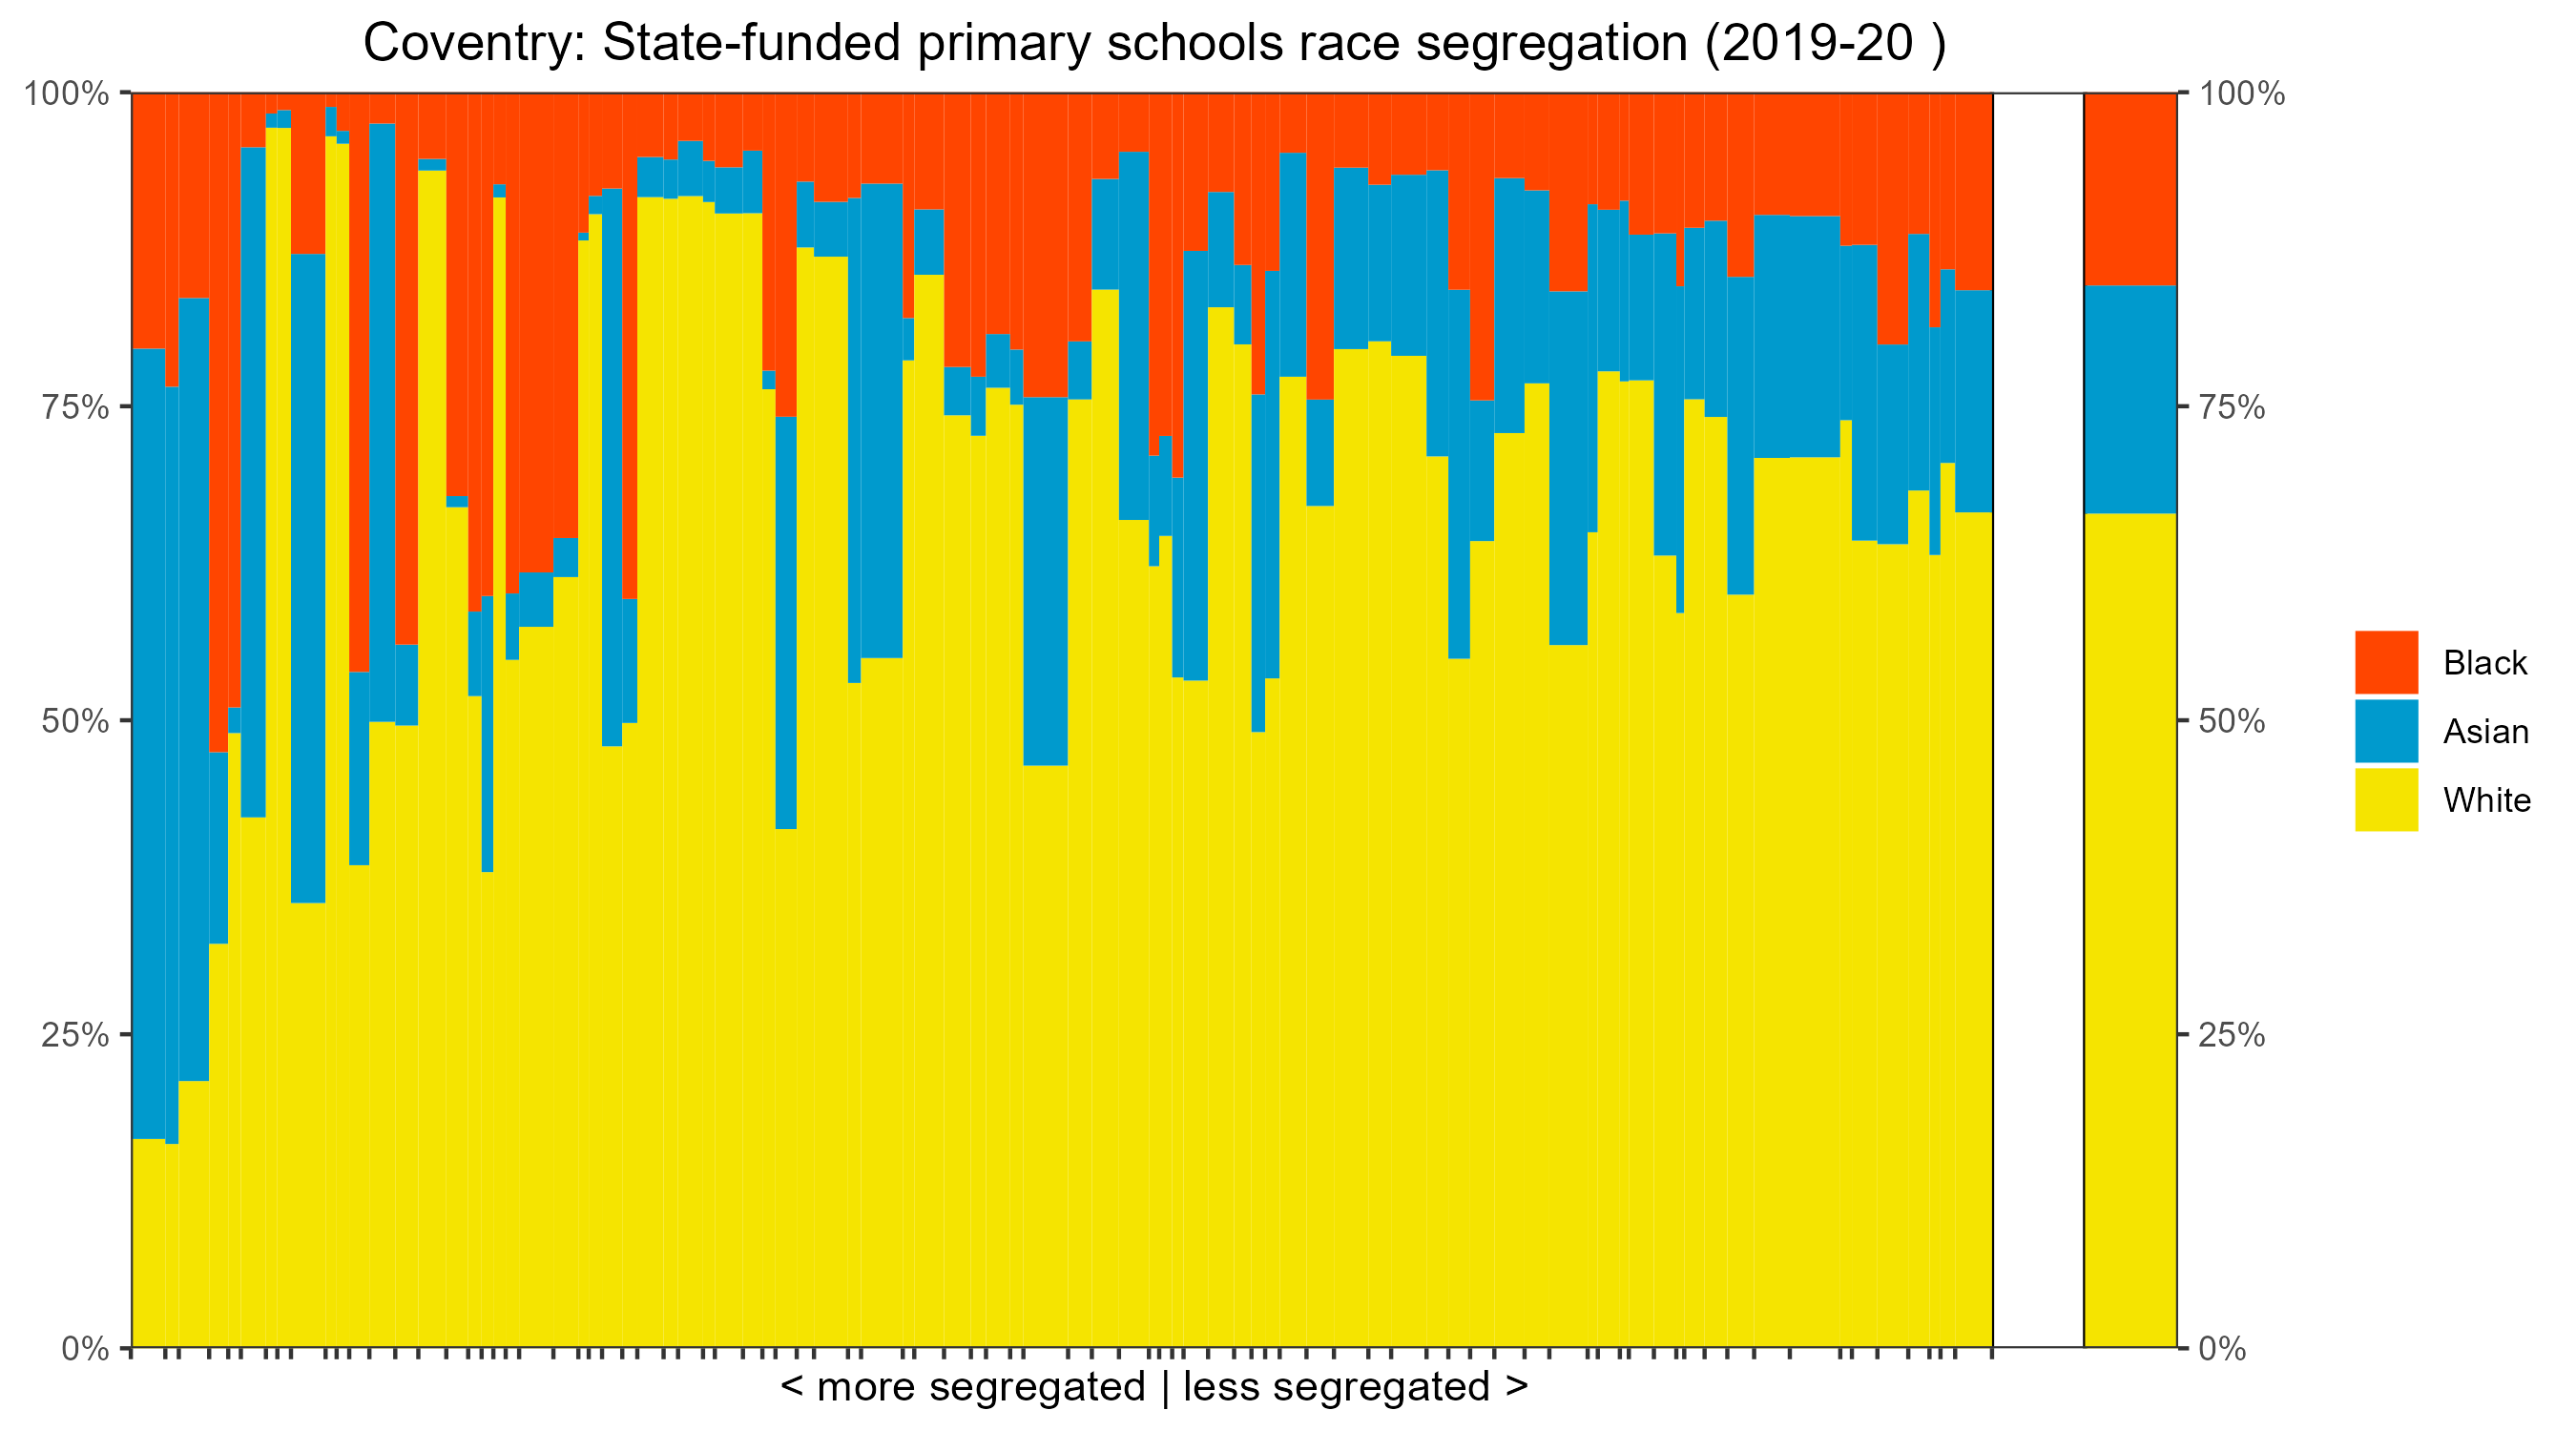 Coventry: State-funded primary schools race segregation (2019-20 )
100%
75%
50%
25%
0%
100%
75%
50%
25%
0%
Black
Asian
White
< more segregated | less segregated >